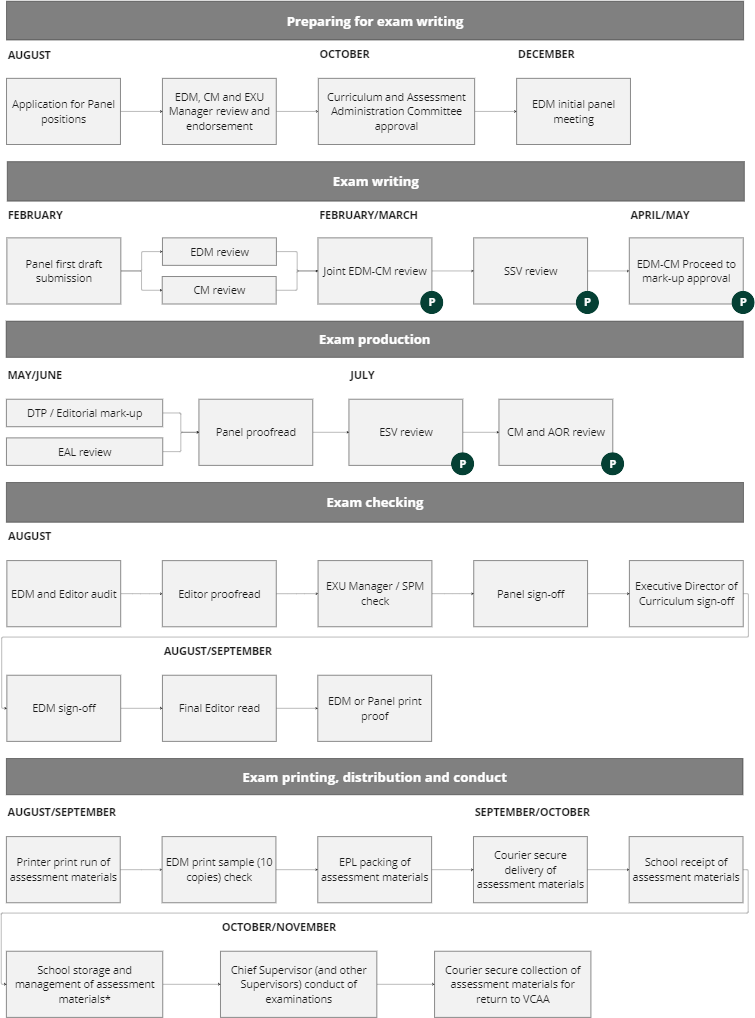 Preparing for exam writing
AUGUST
OCTOBER
DECEMBER
Application for Panel
positions
EDM, CM and EXU
Manager review and
endorsement
Curriculum and Assessment
Administration Committee
approval
EDM initial panel
meeting
Exam writing
FEBRUARY
FEBRUARY/MARCH
APRIL/MAY
Panel first draft
submission
EDM review
CM review
Joint EDM-CM review
P
SSV review
P
EDM-CM Proceed to
mark-up approval
P
Exam production
MAY/JUNE
JULY
DTP / Editorial mark-up
EAL review
Panel proofread
ESV review
P
CM and AOR review
P
Exam checking
AUGUST
EDM and Editor audit
Editor proofread
EXU Manager / SPM
check
Panel sign-off
Executive Director of
Curriculum sign-off
AUGUST/SEPTEMBER
EDM sign-off
Final Editor read
EDM or Panel print
proof
Exam printing, distribution and conduct
AUGUST/SEPTEMBER
SEPTEMBER/OCTOBER
Printer print run of
assessment materials
EDM print sample (10
copies) check
EPL packing of
assessment materials
Courier secure
delivery of
assessment materials
School receipt of
assessment materials
OCTOBER/NOVEMBER
School storage and
management of assessment
materials*
Chief Supervisor (and other
Supervisors) conduct of
examinations
Courier secure collection of
assessment materials for
return to VCAA